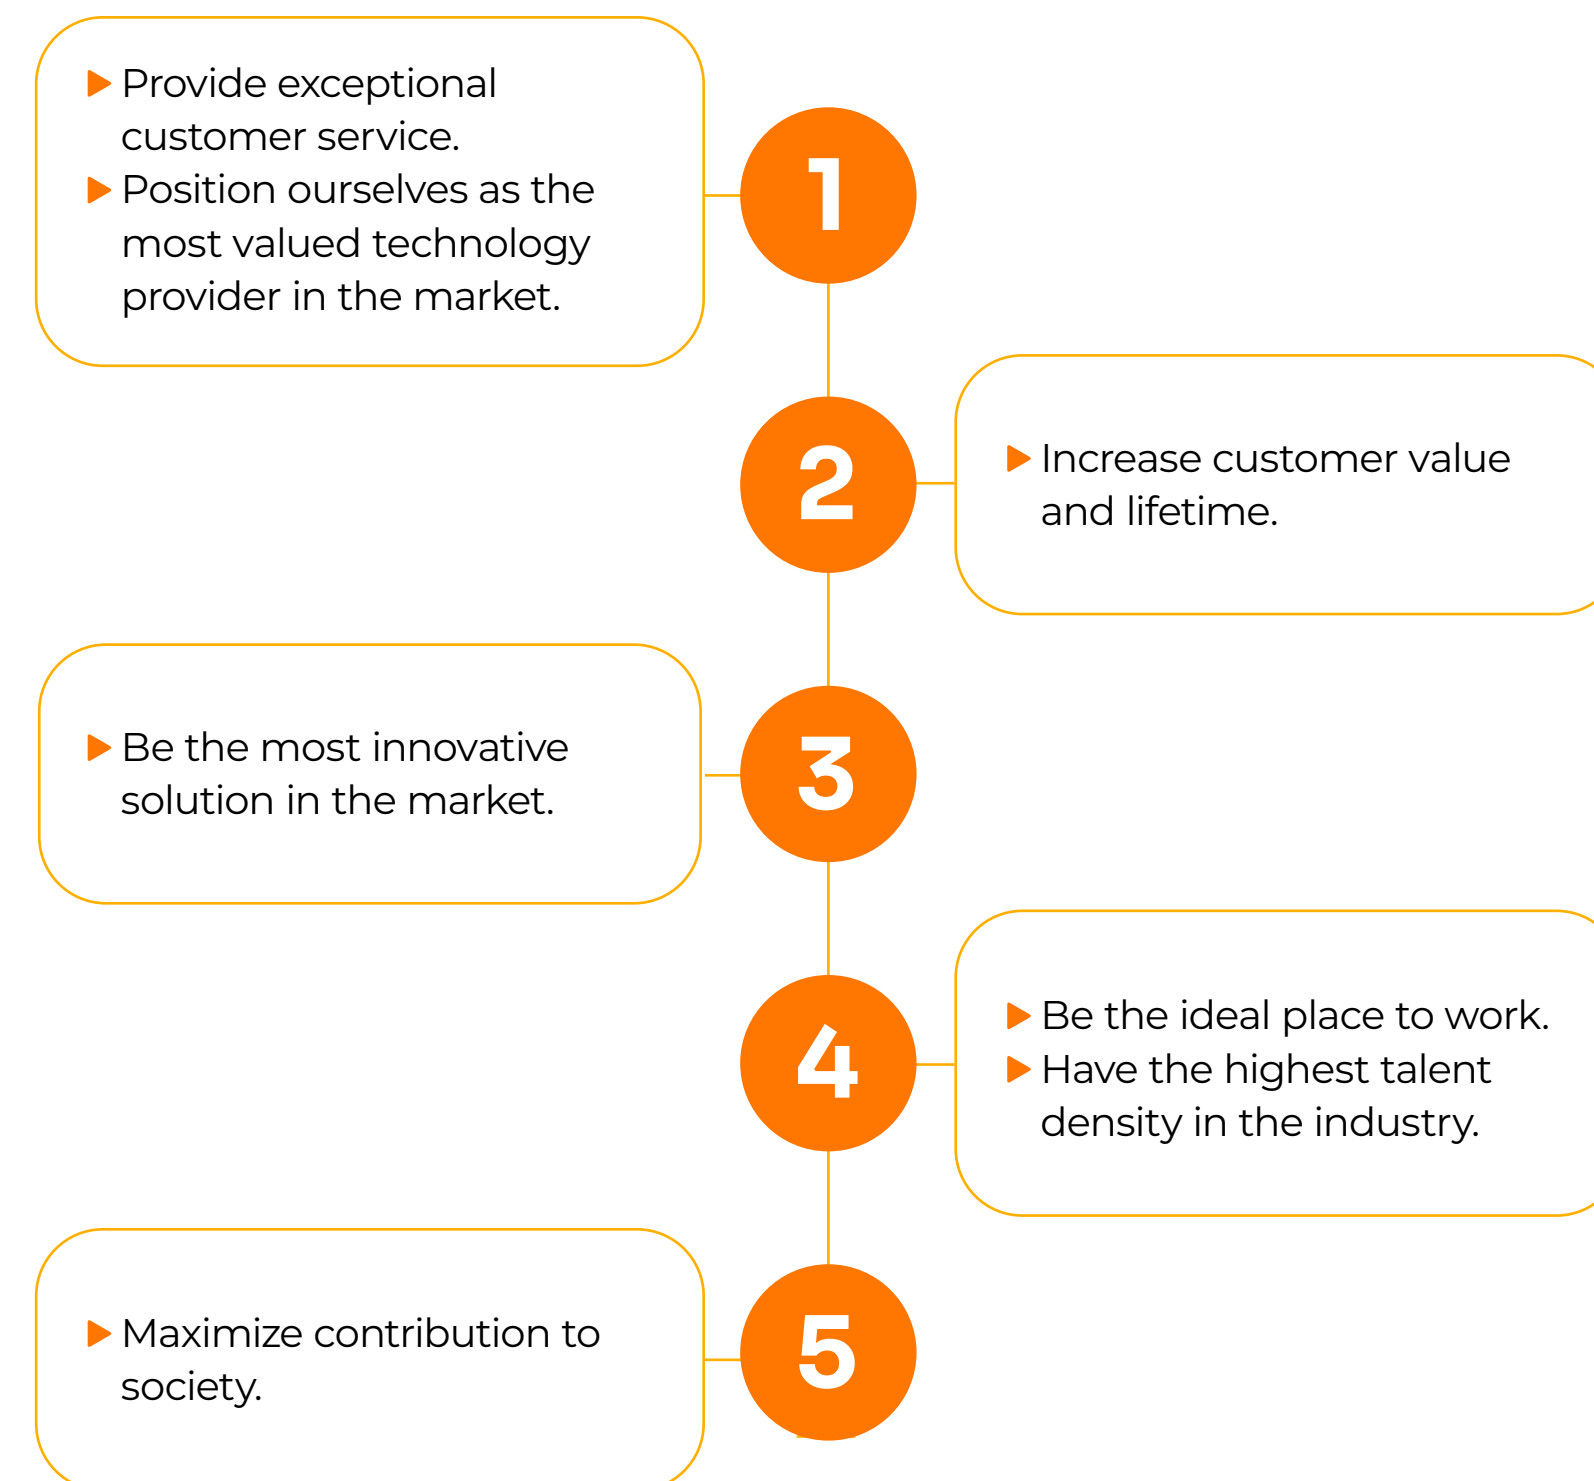 Provide exceptional
customer service.
Position ourselves as the
most valued technology
provider in the market.
1
2
Increase customer value
and lifetime.
Be the most innovative
solution in the market.
3
4
Be the ideal place to work.
Have the highest talent
density in the industry.
Maximize contribution to
society.
5